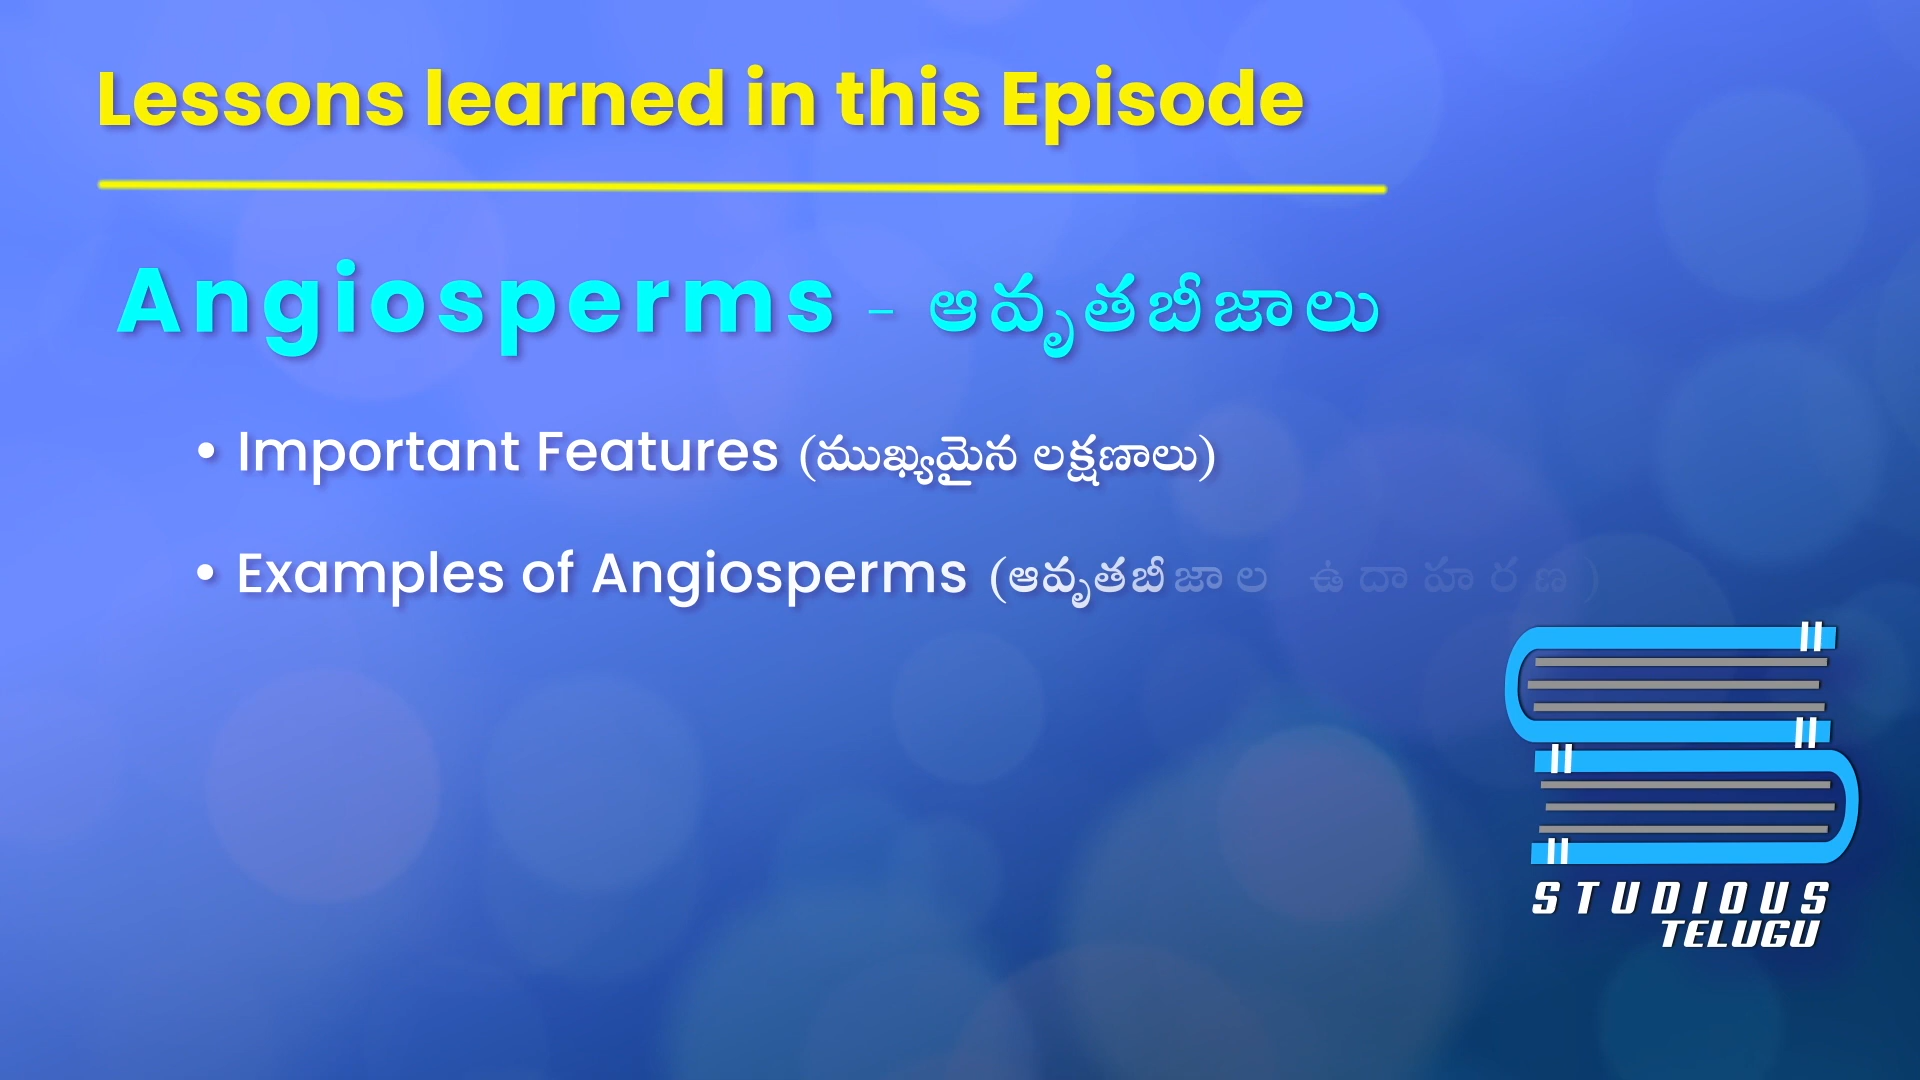 Lessons learned in this Episode
Angiosperms - ఆవృతబీజాలు
• Important Features (ముఖ్యమైన లక్షణాలు)
• Examples of Angiosperms (ఆవృతబీజాల ఉదాహరణ)
STUDIOUS
TELUGU